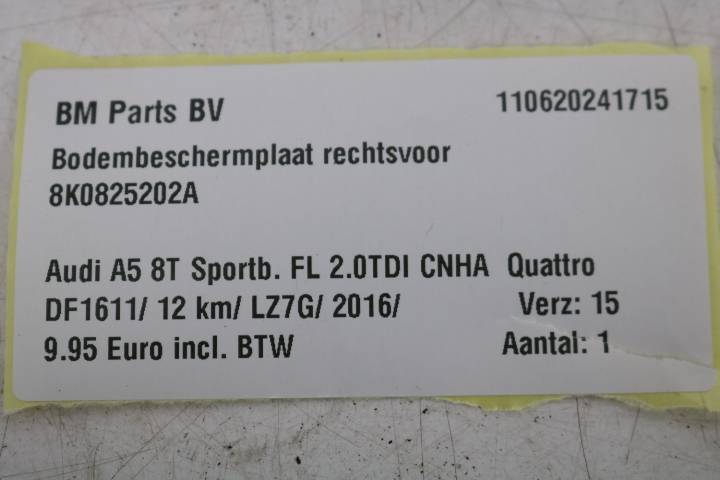 BM Parts BV 110620241715
Bodembeschermplaat rechtsvoor
8K0825202A
Audi A5 8T Sportb. FL 2.0TDI CNHA Quattro
DF1611/ 12 km/ LZ7G/ 2016/ Verz: 15
9.95 Euro incl. BTW Aantal: 1